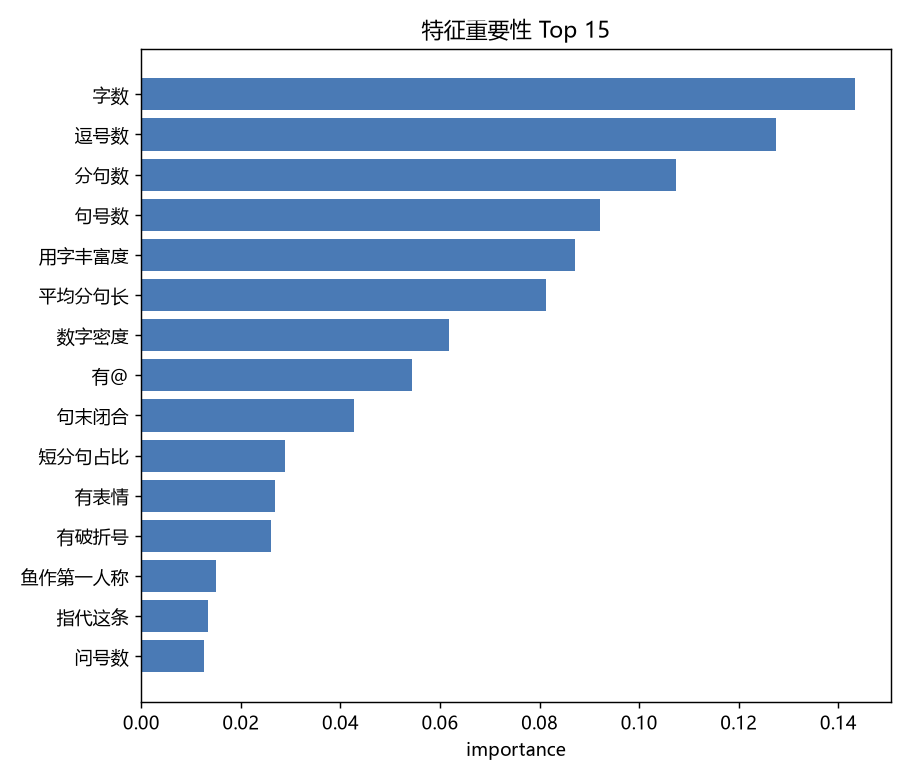 特征重要性 Top 15
字数
逗号数
分句数
句号数
用字丰富度
平均分句长
数字密度
有@
句末闭合
短分句占比
有表情
有破折号
鱼作第一人称
指代这条
问号数
0.00 0.02 0.04 0.06 0.08 0.10 0.12 0.14
importance